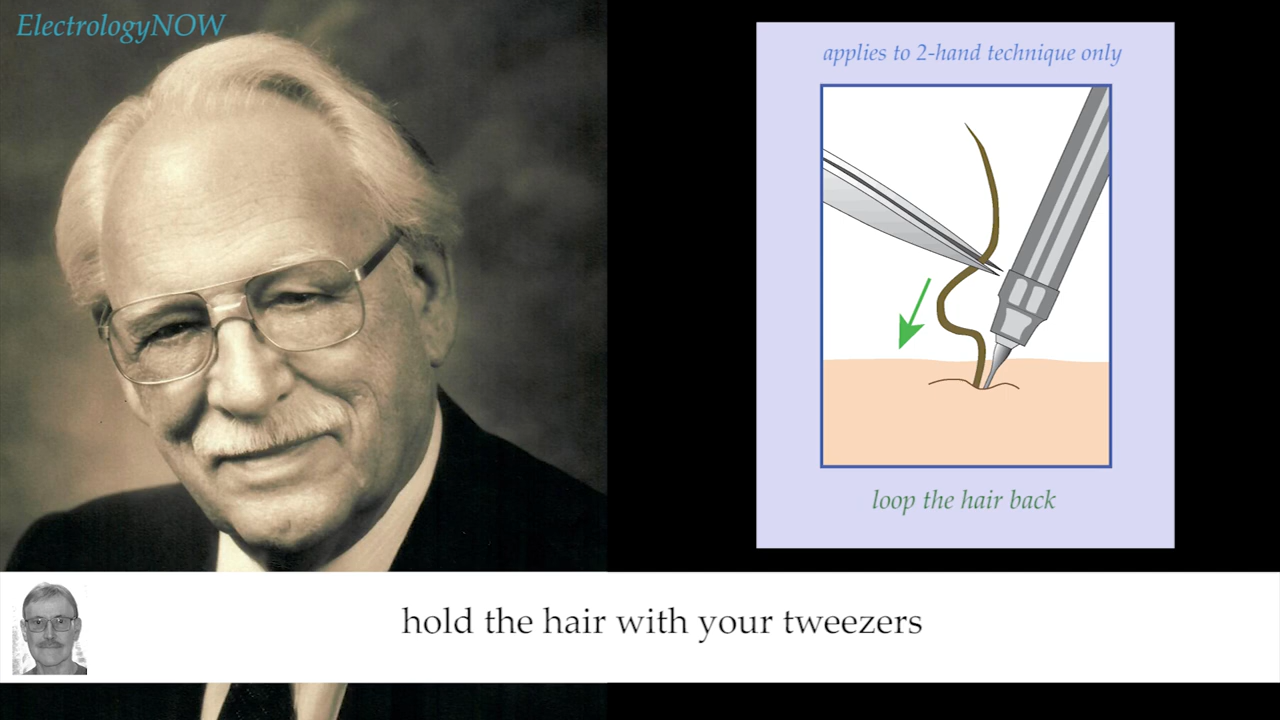 ElectrologyNOW
applies to 2-hand technique only
loop the hair back
hold the hair with your tweezers